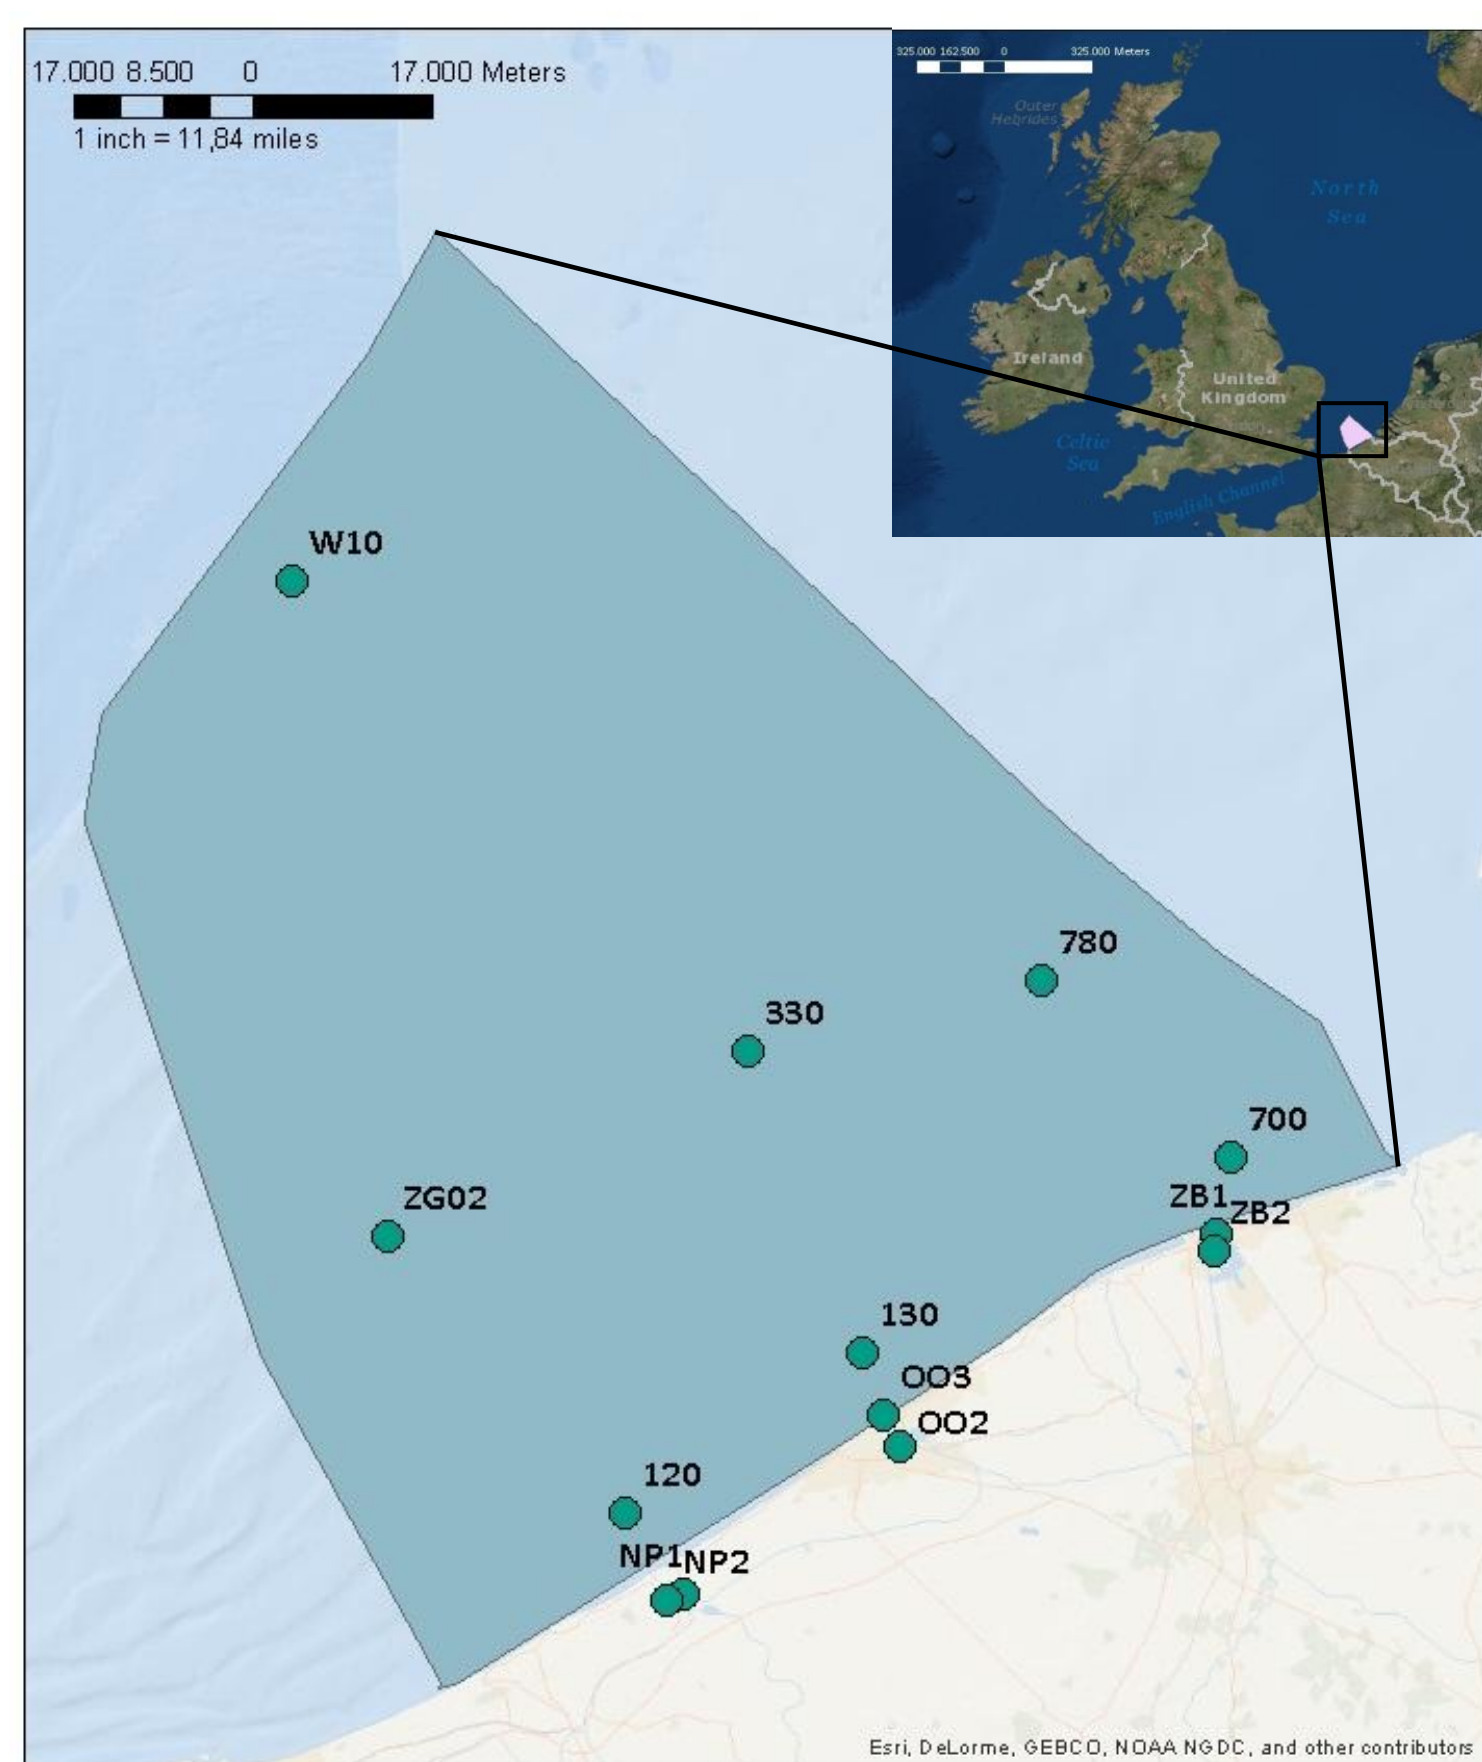 17.000 8.500 0 17.000 Meters
1 inch = 11,84 miles
325.000 162.500 0 325.000 Meters
Outer
Hebrides
North
Sea
Ireland
United
Kingdom
Celtic
Sea
English Channel
W10
780
330
700
ZG02
ZB1
ZB2
130
OO3
OO2
120
NP1
NP2
Esri, DeLorme, GEBCO, NOAA NGDC, and other contributors